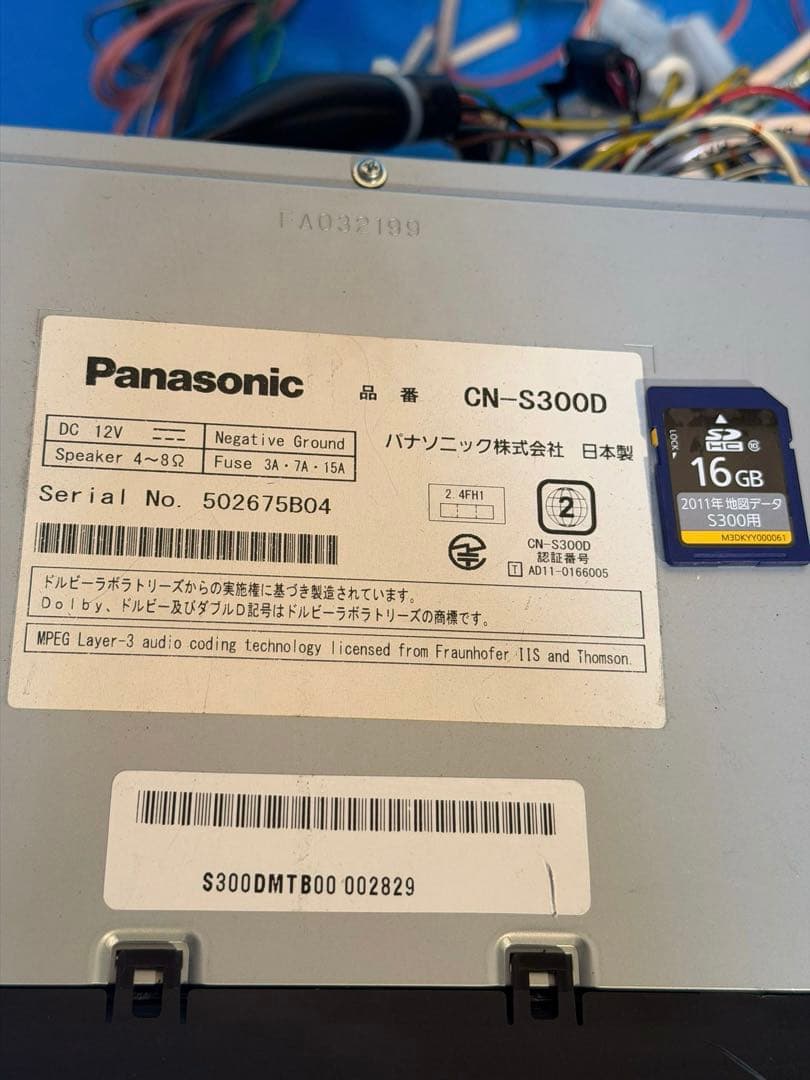 FA032199
Panasonic 品番 CN-S300D
DC 12V
Negative Ground
Speaker 4～8Ω
Fuse 3A・7A・15A
パナソニック株式会社 日本製
Serial No. 502675B04
2.4FH1
2
CN-S300D
認証番号
T AD11-0166005
ドルビーラボラトリーズからの実施権に基づき製造されています。
Dolby、ドルビー及びダブルD記号はドルビーラボラトリーズの商標です。
MPEG Layer-3 audio coding technology licensed from Fraunhofer IIS and Thomson.
S300DMTB00 002829
LOCK
SD
HC 10
16GB
2011年 地図データ
S300用
M3DKYY000061